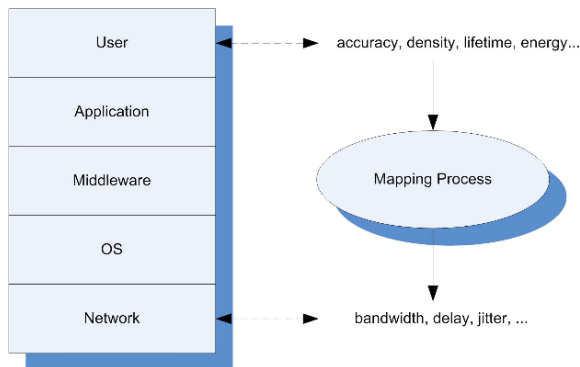 User
accuracy, density, lifetime, energy...
Application
Middleware
Mapping Process
OS
Network
bandwidth, delay, jitter, ...